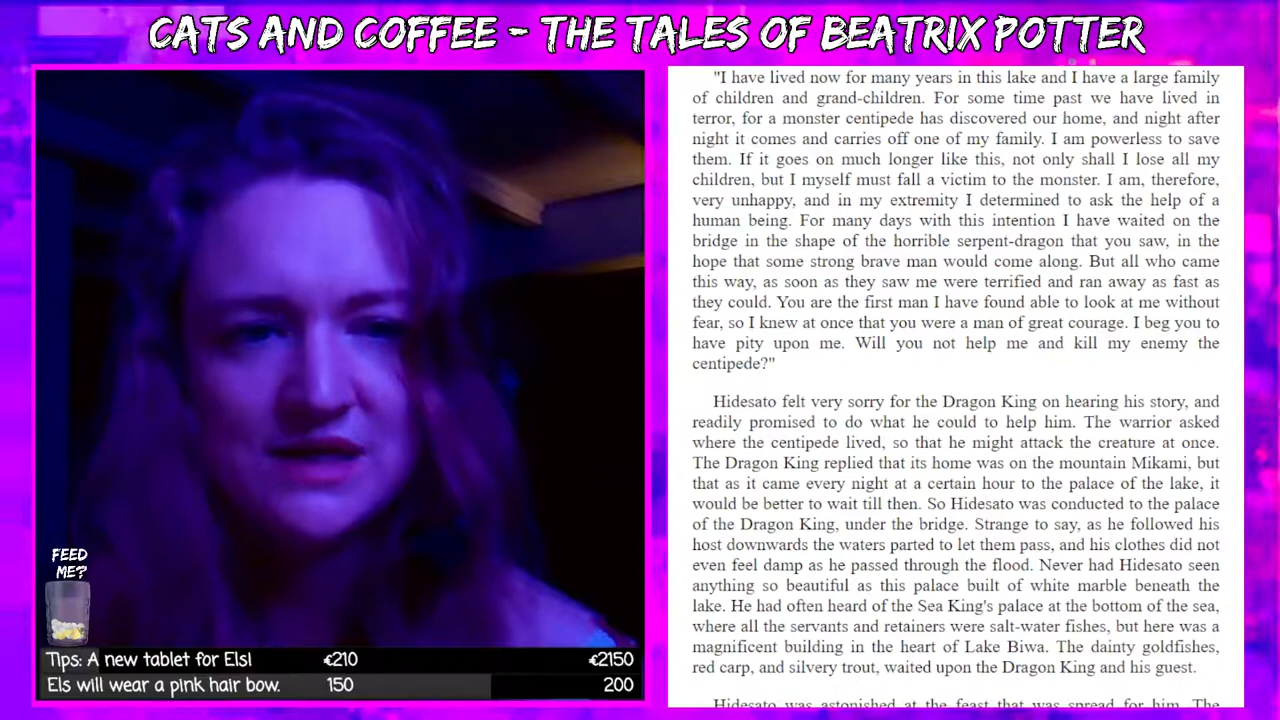 CATS AND COFFEE - THE TALES OF BEATRIX POTTER
"I have lived now for many years in this lake and I have a large family
of children and grand-children. For some time past we have lived in
terror, for a monster centipede has discovered our home, and night after
night it comes and carries off one of my family. I am powerless to save
them. If it goes on much longer like this, not only shall I lose all my
children, but I myself must fall a victim to the monster. I am, therefore,
very unhappy, and in my extremity I determined to ask the help of a
human being. For many days with this intention I have waited on the
bridge in the shape of the horrible serpent-dragon that you saw, in the
hope that some strong brave man would come along. But all who came
this way, as soon as they saw me were terrified and ran away as fast as
they could. You are the first man I have found able to look at me without
fear, so I knew at once that you were a man of great courage. I beg you to
have pity upon me. Will you not help me and kill my enemy the
centipede?"
Hidesato felt very sorry for the Dragon King on hearing his story, and
readily promised to do what he could to help him. The warrior asked
where the centipede lived, so that he might attack the creature at once.
The Dragon King replied that its home was on the mountain Mikami, but
that as it came every night at a certain hour to the palace of the lake, it
would be better to wait till then. So Hidesato was conducted to the palace
of the Dragon King, under the bridge. Strange to say, as he followed his
host downwards the waters parted to let them pass, and his clothes did not
even feel damp as he passed through the flood. Never had Hidesato seen
anything so beautiful as this palace built of white marble beneath the
lake. He had often heard of the Sea King's palace at the bottom of the sea,
where all the servants and retainers were salt-water fishes, but here was a
magnificent building in the heart of Lake Biwa. The dainty goldfishes,
red carp, and silvery trout, waited upon the Dragon King and his guest.
Hidesato was astonished at the feast that was spread for him. The
FEED
ME?
Tips: A new tablet for Els! €210 €2150
Els will wear a pink hair bow. 150 200